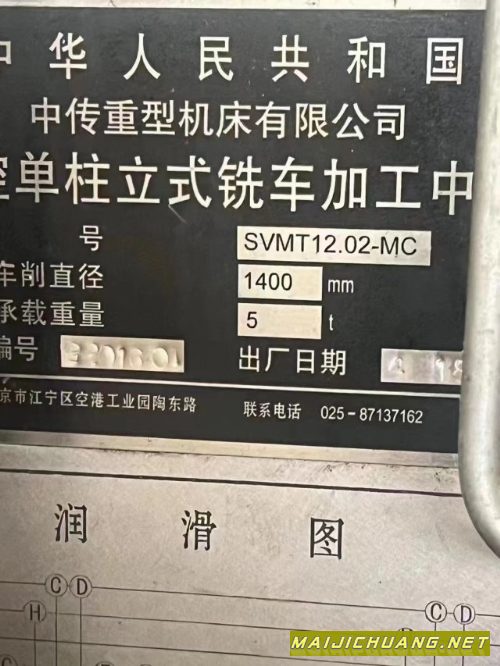 中华人民共和国
中传重型机床有限公司
控单柱立式铣车加工中
号 SVMT12.02-MC
车削直径 1400 mm
承载重量 5 t
编号 出厂日期
京市江宁区空港工业园陶东路 联系电话 025-87137162
润滑图
C D
H C D
C D
MAIJICHUANG.NET